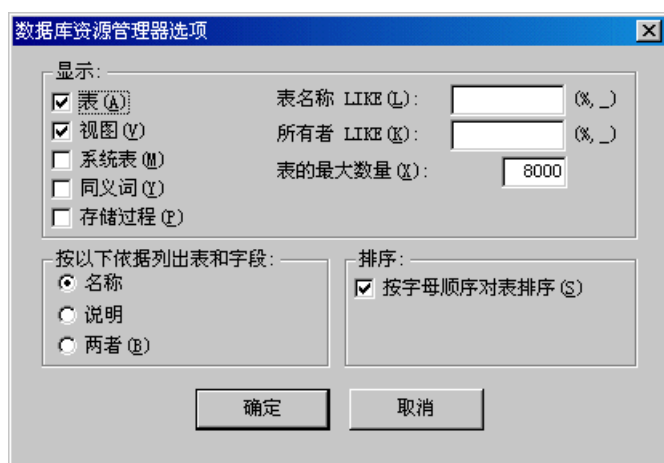 数据库资源管理器选项
显示:
表(A)
表名称 LIKE(L): (%,_)
视图(V)
所有者 LIKE(K): (%,_)
系统表(M)
表的最大数量(X): 8000
同义词(Y)
存储过程(P)
按以下依据列出表和字段:
名称
说明
两者(B)
排序:
按字母顺序对表排序(S)
确定
取消